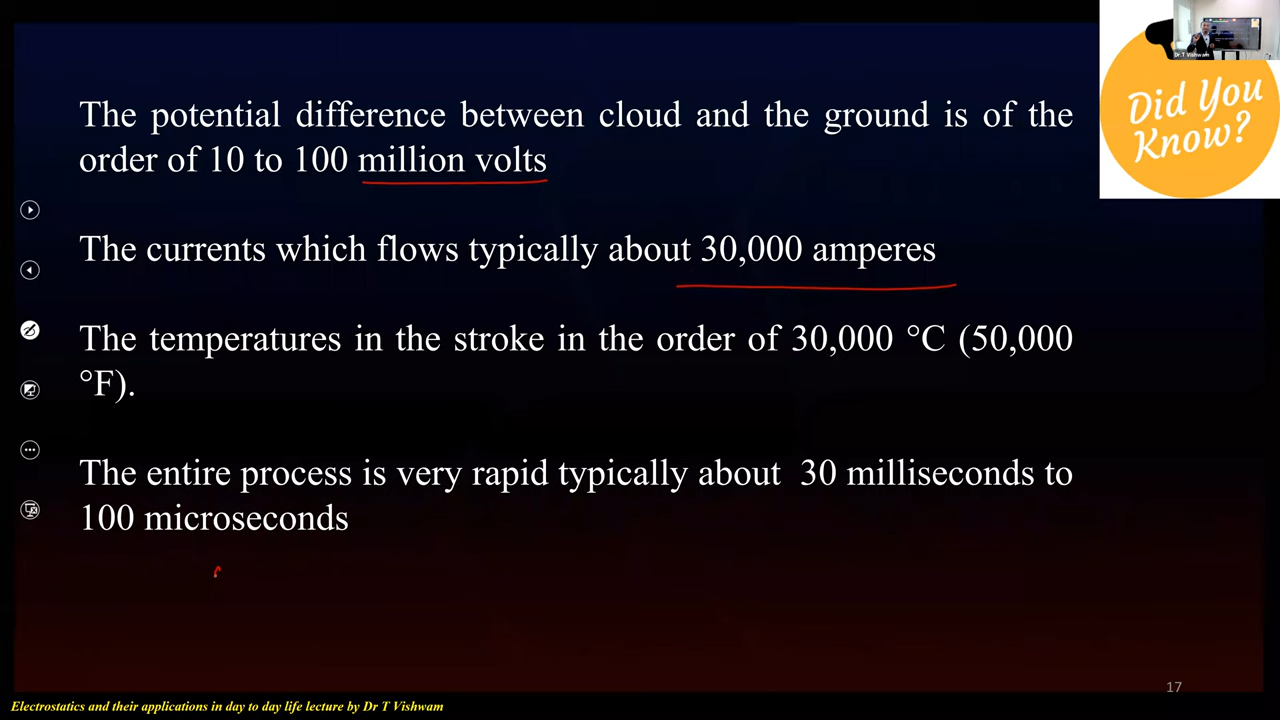 The potential difference between cloud and the ground is of the
order of 10 to 100 million volts
The currents which flows typically about 30,000 amperes
The temperatures in the stroke in the order of 30,000 °C (50,000
°F).
The entire process is very rapid typically about 30 milliseconds to
100 microseconds
Did You
Know?
Dr.T Vishwam
17
Electrostatics and their applications in day to day life lecture by Dr T Vishwam